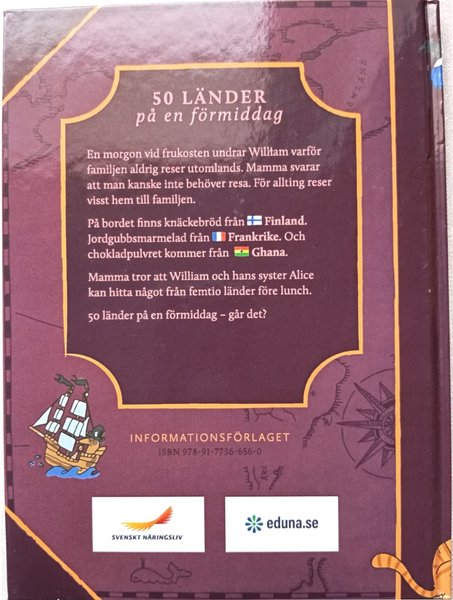 50 LÄNDER
på en förmiddag
En morgon vid frukosten undrar William varför
familjen aldrig reser utomlands. Mamma svarar
att man kanske inte behöver resa. För allting reser
visst hem till familjen.
På bordet finns knäckebröd från Finland.
Jordgubbsmarmelad från Frankrike. Och
chokladpulvret kommer från Ghana.
Mamma tror att William och hans syster Alice
kan hitta något från femtio länder före lunch.
50 länder på en förmiddag – går det?
INFORMATIONSFÖRLAGET
ISBN 978-91-7736-656-0
SVENSKT NÄRINGSLIV
eduna.se